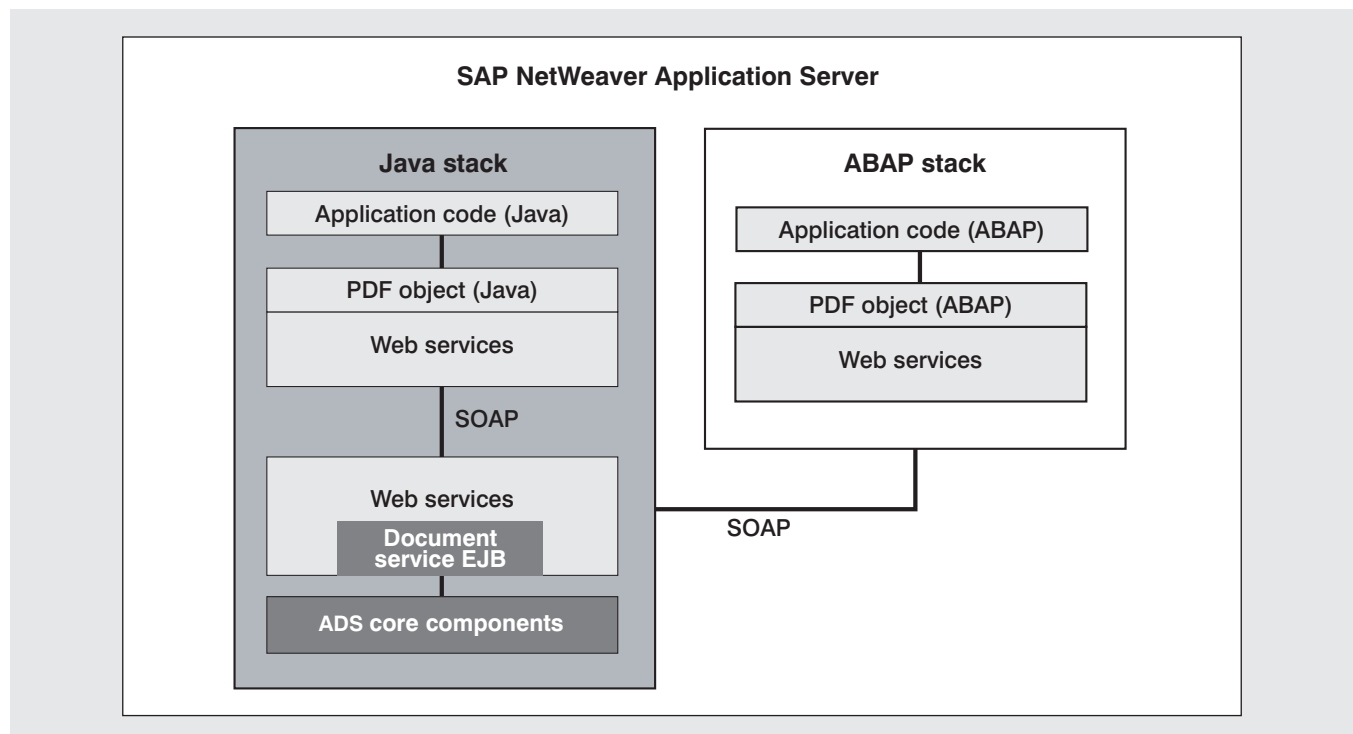 SAP NetWeaver Application Server
Java stack
Application code (Java)
PDF object (Java)
Web services
SOAP
Web services
Document
service EJB
ADS core components
ABAP stack
Application code (ABAP)
PDF object (ABAP)
Web services
SOAP